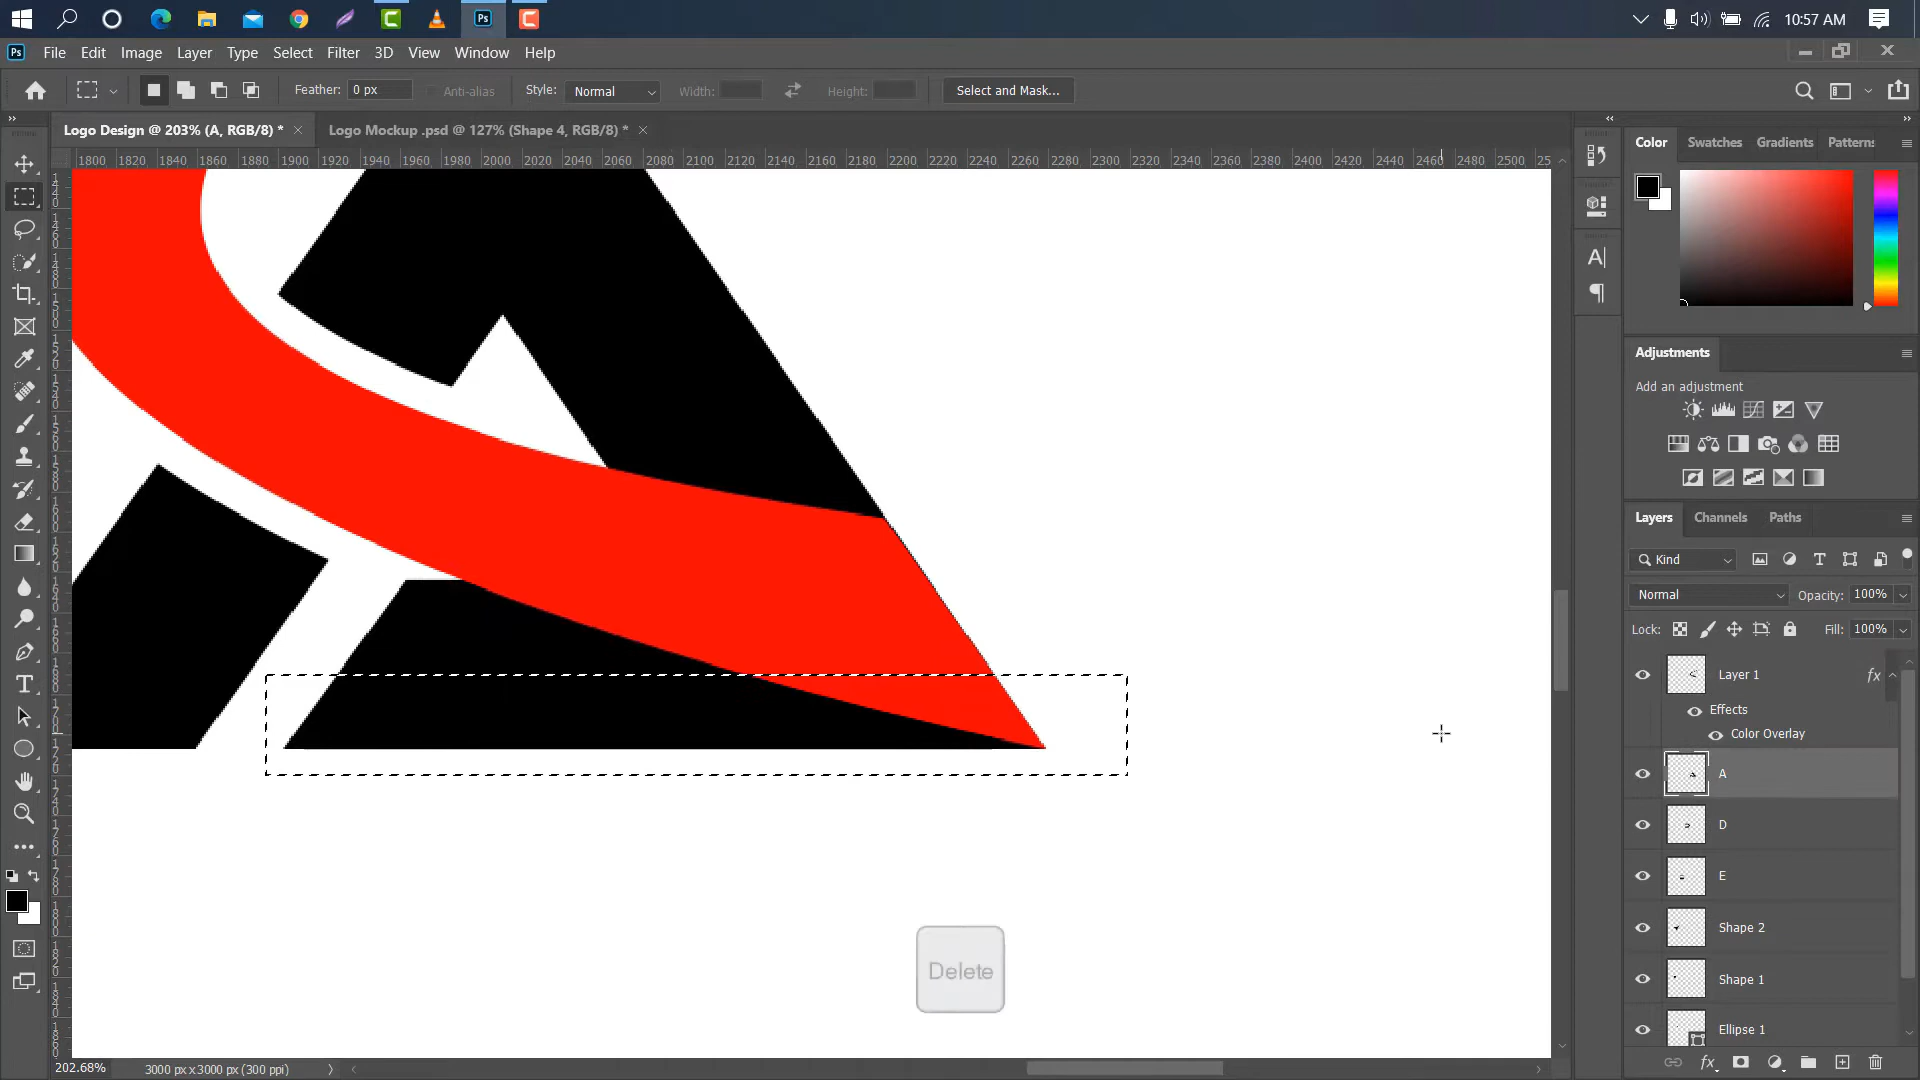 10:57 AM
Ps File Edit Image Layer Type Select Filter 3D View Window Help
Feather: 0 px Anti-alias Style: Normal Width: Height: Select and Mask...
Logo Design @ 203% (A, RGB/8) * × Logo Mockup .psd @ 127% (Shape 4, RGB/8) * ×
1800 1820 1840 1860 1880 1900 1920 1940 1960 1980 2000 2020 2040 2060 2080 2100 2120 2140 2160 2180 2200 2220 2240 2260 2280 2300 2320 2340 2360 2380 2400 2420 2440 2460 2480 2500 25
Color Swatches Gradients Patterns
Adjustments
Add an adjustment
Layers Channels Paths
Kind
Normal Opacity: 100%
Lock: Fill: 100%
Layer 1 fx
Effects
Color Overlay
A
D
E
Shape 2
Shape 1
Ellipse 1
Delete
202.68% 3000 px x 3000 px (300 ppi)